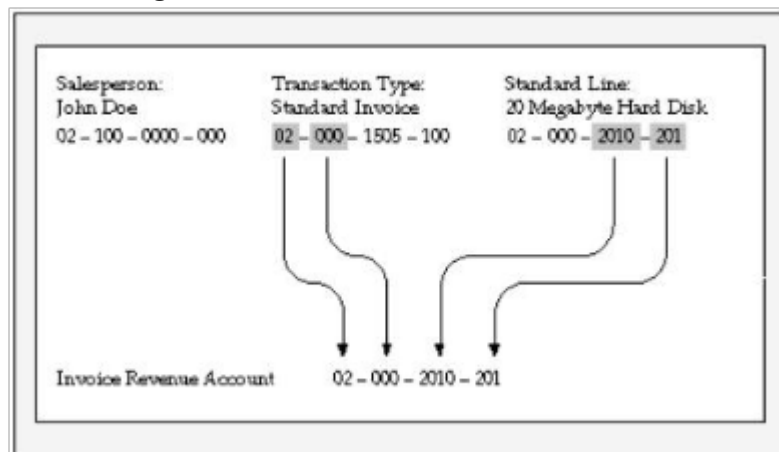 Salesperson:
John Doe
02 – 100 – 0000 – 000
Transaction Type:
Standard Invoice
02 – 000 – 1505 – 100
Standard Line:
20 Megabyte Hard Disk
02 – 000 – 2010 – 201
Invoice Revenue Account 02 – 000 – 2010 – 201